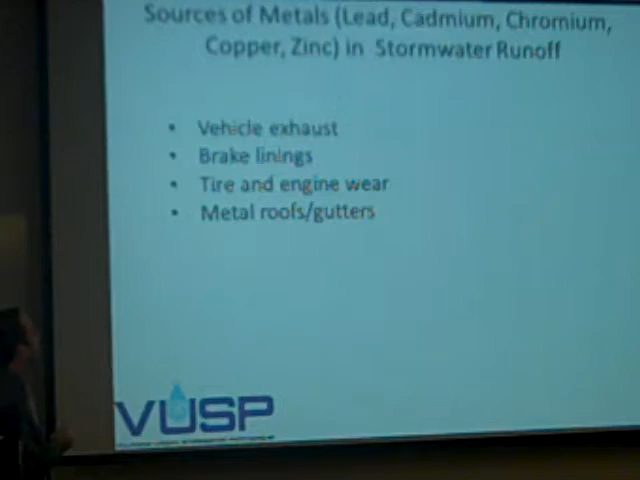 Sources of Metals (Lead, Cadmium, Chromium,
Copper, Zinc) in Stormwater Runoff
• Vehicle exhaust
• Brake linings
• Tire and engine wear
• Metal roofs/gutters
VUSP